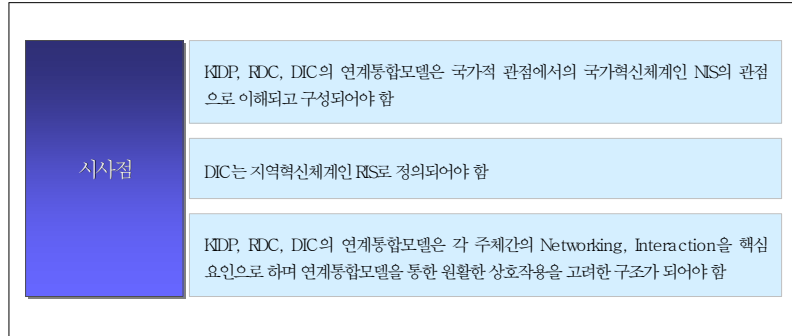 시사점
KIDP, RDC, DIC의 연계통합모델은 국가적 관점에서의 국가혁신체계인 NIS의 관점
으로 이해되고 구성되어야 함
DIC는 지역혁신체계인 RIS로 정의되어야 함
KIDP, RDC, DIC의 연계통합모델은 각 주체간의 Networking, Interaction을 핵심
요인으로 하며 연계통합모델을 통한 원활한 상호작용을 고려한 구조가 되어야 함